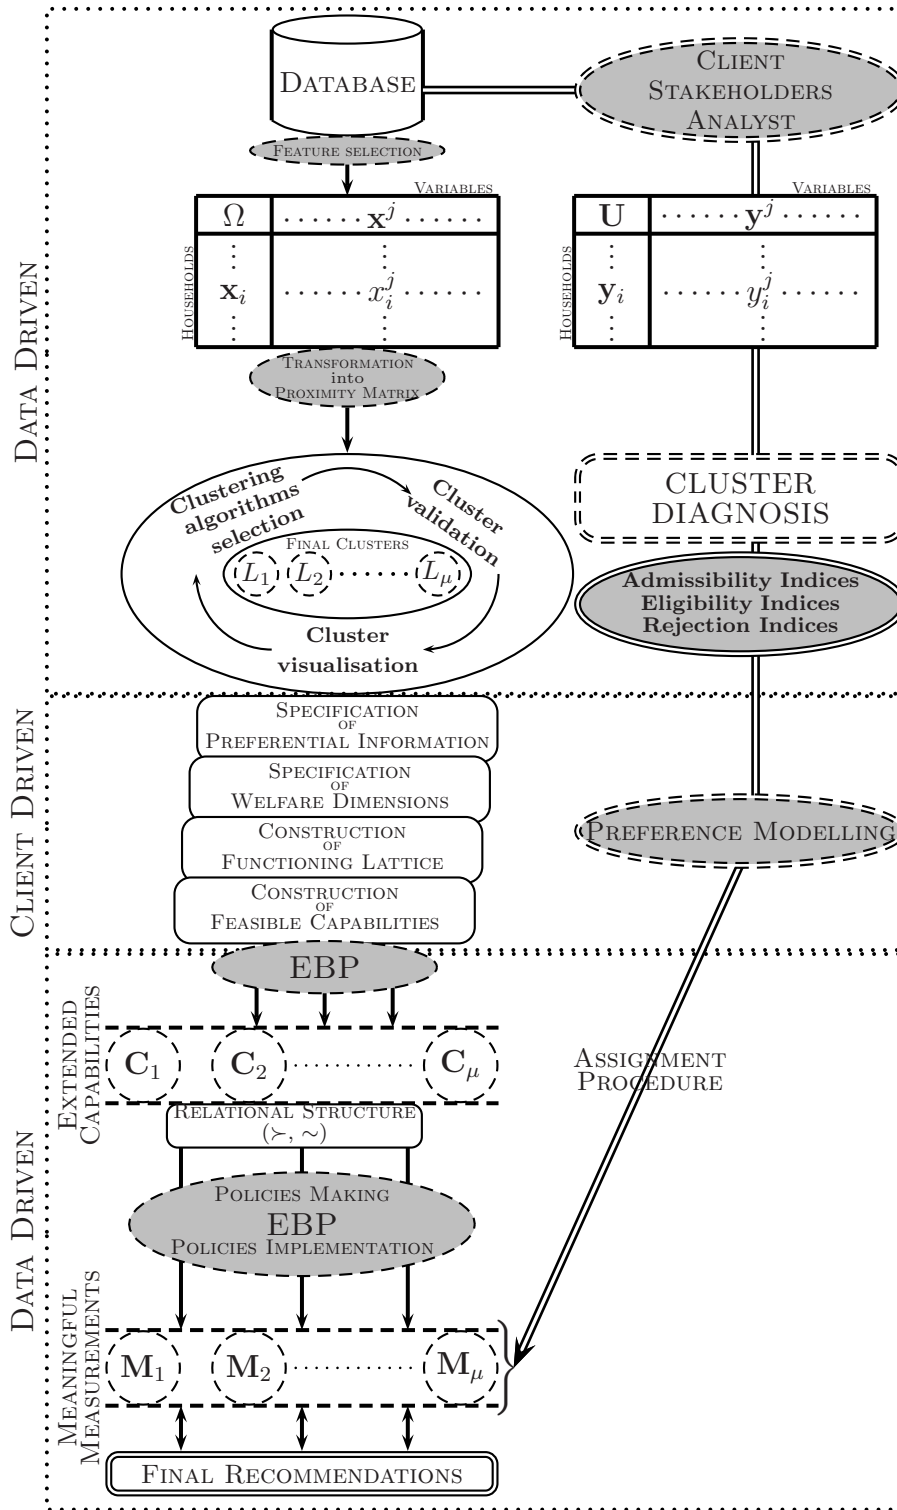 DATABASE
CLIENT
STAKEHOLDERS
ANALYST
FEATURE SELECTION
VARIABLES
VARIABLES
HOUSEHOLDS
Ω ······ x^j ······
⋮ ⋮
x_i ······ x_i^j ······
⋮ ⋮
HOUSEHOLDS
U ······ y^j ······
⋮ ⋮
y_i ······ y_i^j ······
⋮ ⋮
DATA DRIVEN
TRANSFORMATION
into
PROXIMITY MATRIX
Clustering
algorithms
selection
Cluster
validation
FINAL CLUSTERS
L_1 L_2 ······ L_μ
Cluster
visualisation
CLUSTER
DIAGNOSIS
Admissibility Indices
Eligibility Indices
Rejection Indices
CLIENT DRIVEN
SPECIFICATION
OF
PREFERENTIAL INFORMATION
SPECIFICATION
OF
WELFARE DIMENSIONS
CONSTRUCTION
OF
FUNCTIONING LATTICE
CONSTRUCTION
OF
FEASIBLE CAPABILITIES
PREFERENCE MODELLING
EBP
DATA DRIVEN
EXTENDED
CAPABILITIES
C_1 C_2 ············ C_μ
ASSIGNMENT
PROCEDURE
RELATIONAL STRUCTURE
(≻, ∼)
POLICIES MAKING
EBP
POLICIES IMPLEMENTATION
MEANINGFUL
MEASUREMENTS
M_1 M_2 ············ M_μ
FINAL RECOMMENDATIONS